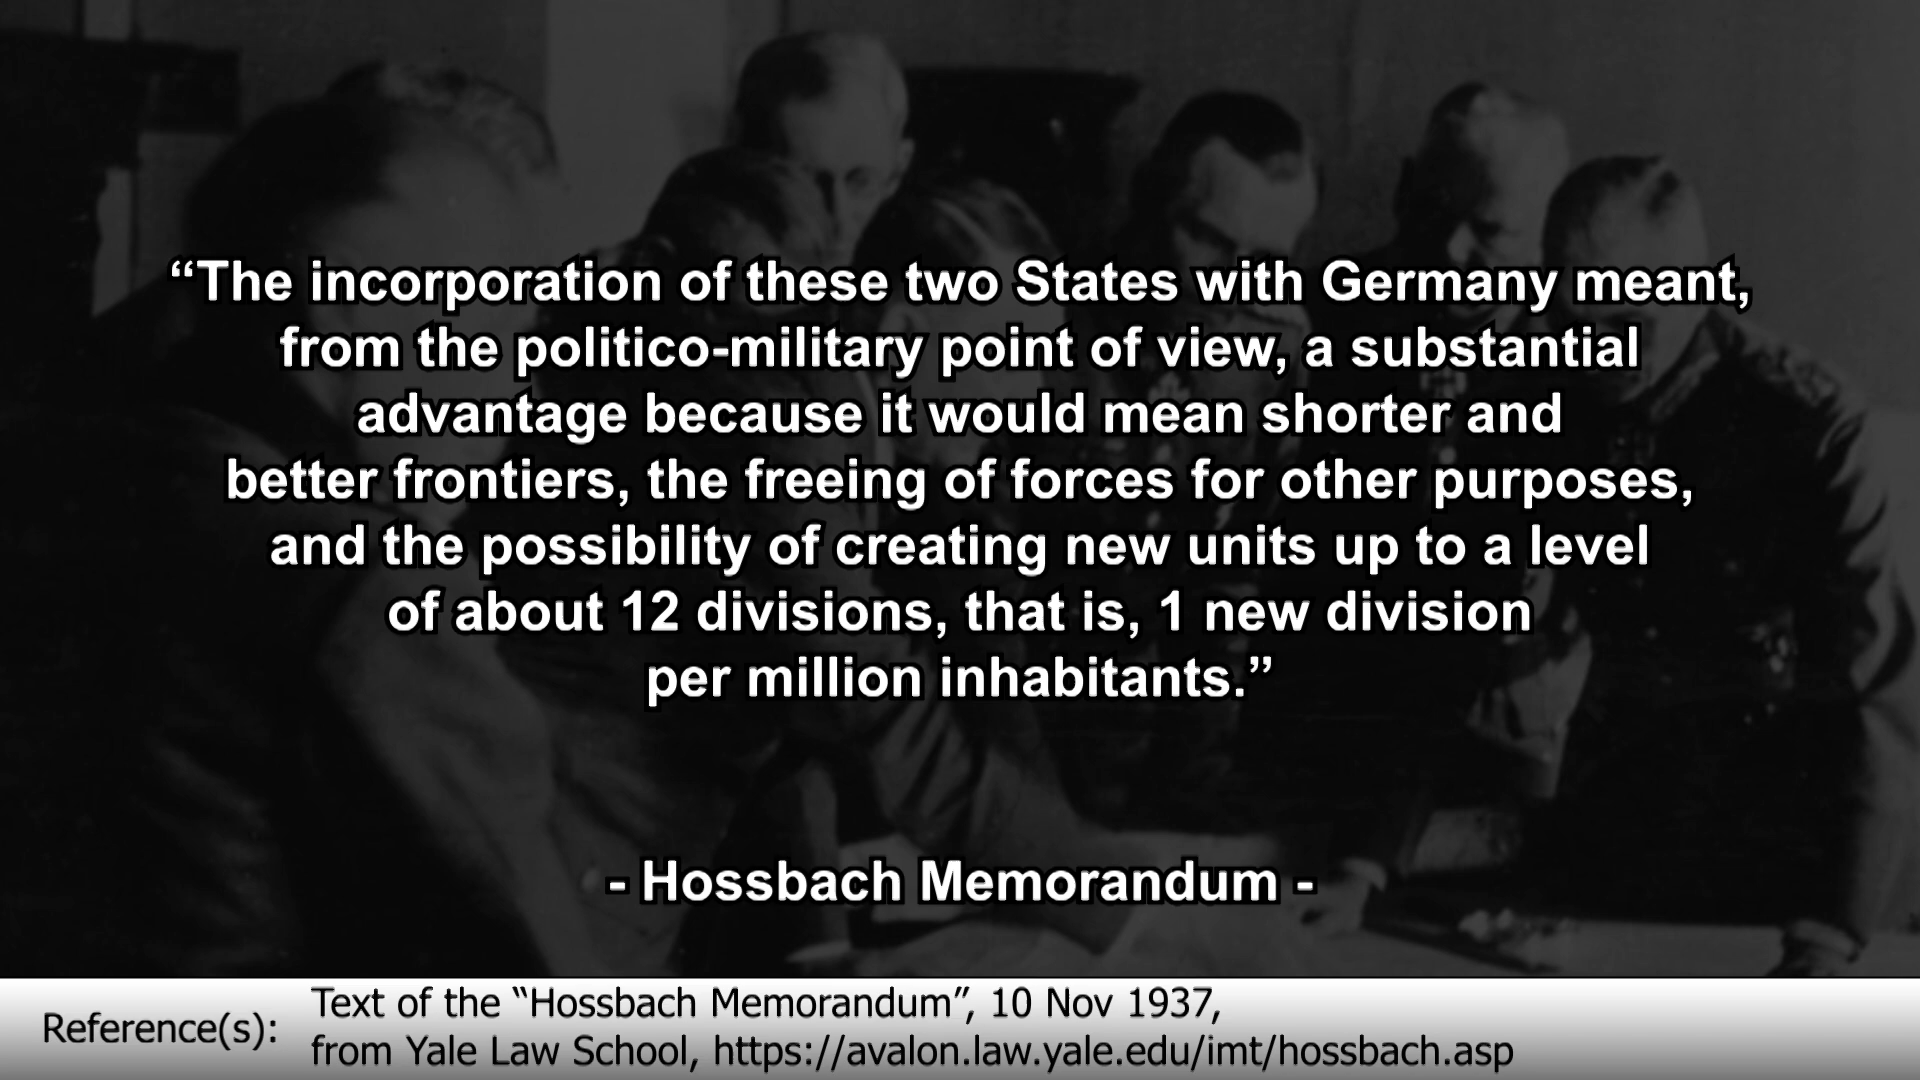 “The incorporation of these two States with Germany meant,
from the politico-military point of view, a substantial
advantage because it would mean shorter and
better frontiers, the freeing of forces for other purposes,
and the possibility of creating new units up to a level
of about 12 divisions, that is, 1 new division
per million inhabitants.”
- Hossbach Memorandum -
Reference(s):
Text of the “Hossbach Memorandum”, 10 Nov 1937,
from Yale Law School, https://avalon.law.yale.edu/imt/hossbach.asp